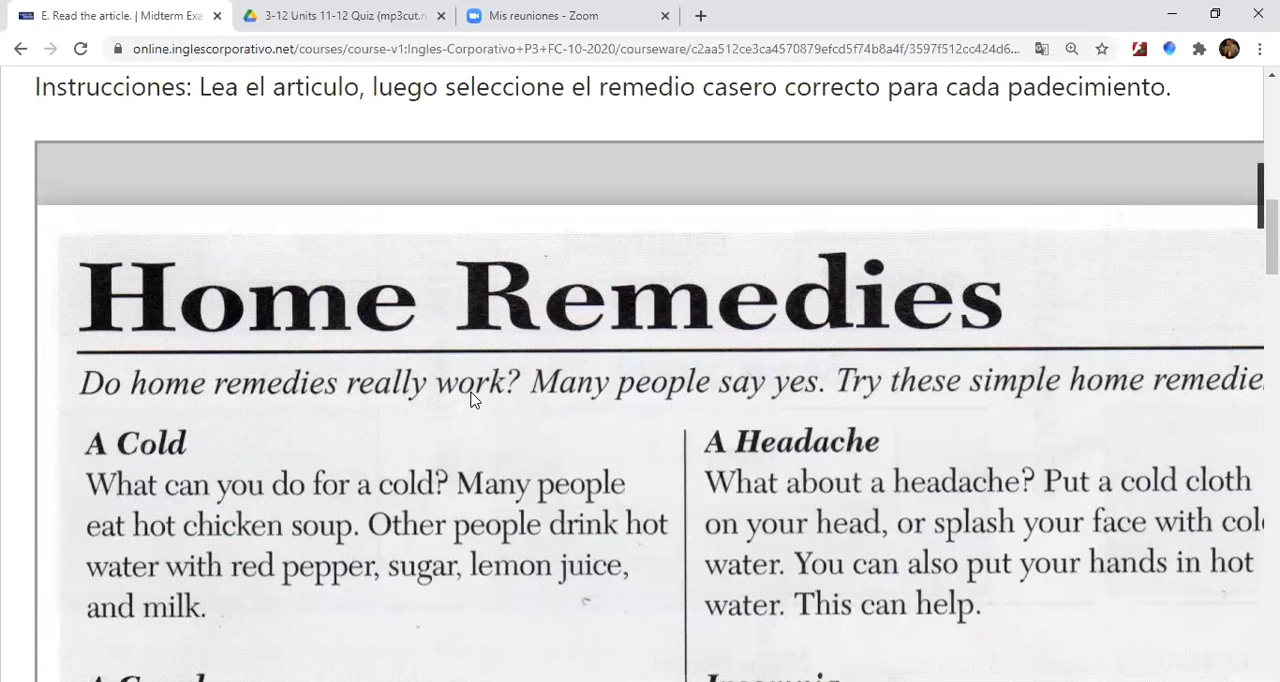 E. Read the article. | Midterm Exa
3-12 Units 11-12 Quiz (mp3cut.n
Mis reuniones - Zoom
online.inglescorporativo.net/courses/course-v1:Ingles-Corporativo+P3+FC-10-2020/courseware/c2aa512ce3ca4570879efcd5f74b8a4f/3597f512cc424d6...
Instrucciones: Lea el articulo, luego seleccione el remedio casero correcto para cada padecimiento.
Home Remedies
Do home remedies really work? Many people say yes. Try these simple home remedie
A Cold
What can you do for a cold? Many people
eat hot chicken soup. Other people drink hot
water with red pepper, sugar, lemon juice,
and milk.
A Headache
What about a headache? Put a cold cloth
on your head, or splash your face with col
water. You can also put your hands in hot
water. This can help.
Insomnia